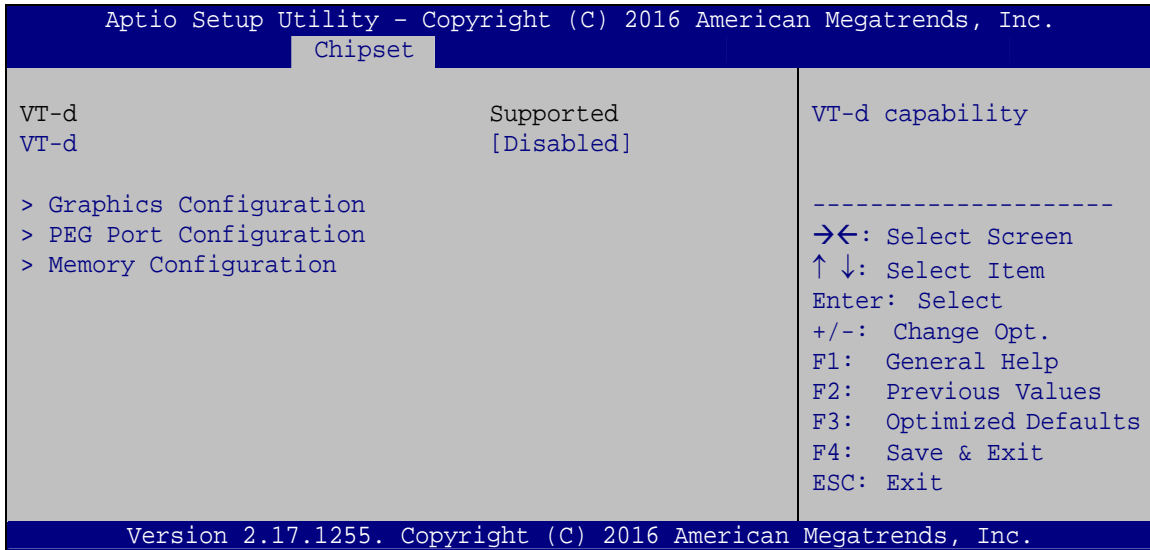 Aptio Setup Utility – Copyright (C) 2016 American Megatrends, Inc.
Chipset
VT-d Supported
VT-d [Disabled]
> Graphics Configuration
> PEG Port Configuration
> Memory Configuration
VT-d capability
---------------------
→←: Select Screen
↑ ↓: Select Item
Enter: Select
+/-: Change Opt.
F1: General Help
F2: Previous Values
F3: Optimized Defaults
F4: Save & Exit
ESC: Exit
Version 2.17.1255. Copyright (C) 2016 American Megatrends, Inc.